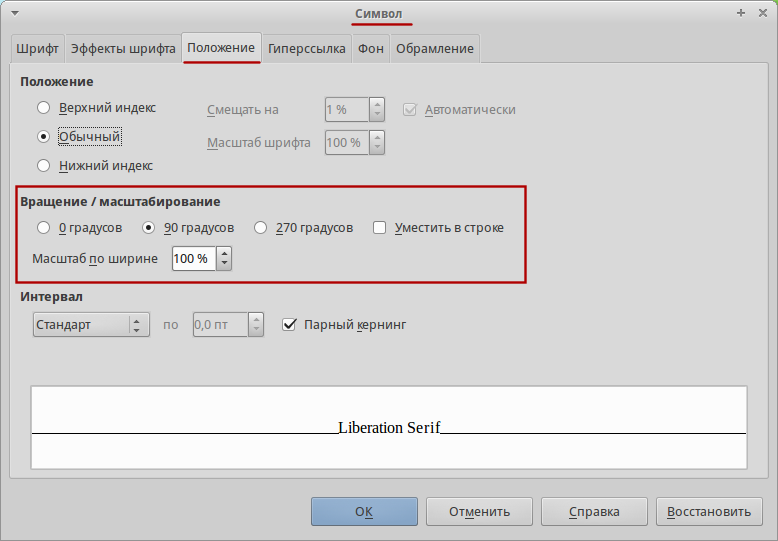 Символ
Шрифт Эффекты шрифта Положение Гиперссылка Фон Обрамление
Положение
Верхний индекс Смещать на 1 % Автоматически
Обычный
Масштаб шрифта 100 %
Нижний индекс
Вращение / масштабирование
0 градусов 90 градусов 270 градусов Уместить в строке
Масштаб по ширине 100 %
Интервал
Стандарт по 0,0 пт Парный кернинг
Liberation Serif
OK Отменить Справка Восстановить